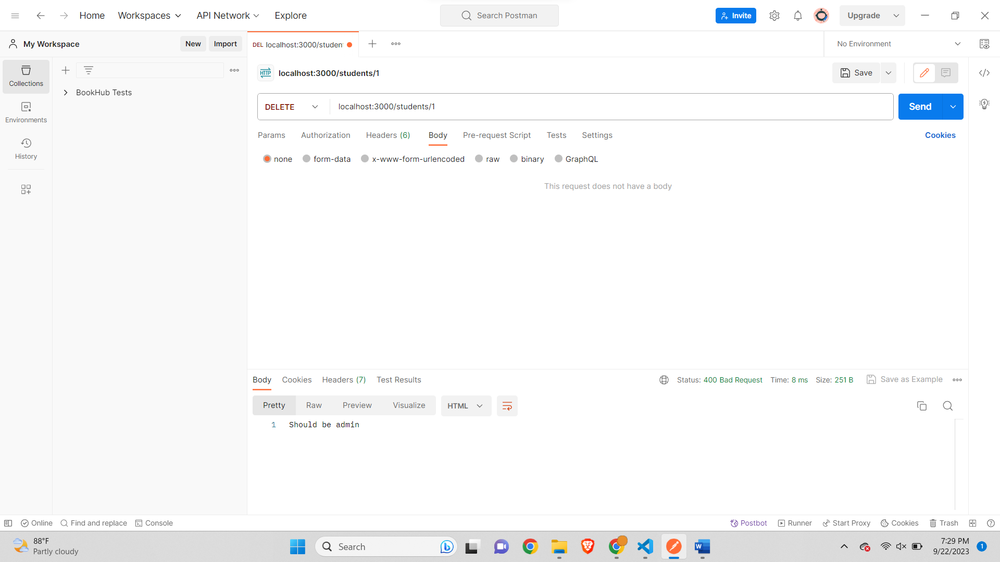 Home Workspaces API Network Explore Search Postman Invite Upgrade
My Workspace New Import DEL localhost:3000/studen No Environment
HTTP localhost:3000/students/1 Save
Collections
BookHub Tests
DELETE localhost:3000/students/1 Send
Environments
Params Authorization Headers (6) Body Pre-request Script Tests Settings Cookies
History
none form-data x-www-form-urlencoded raw binary GraphQL
This request does not have a body
Body Cookies Headers (7) Test Results Status: 400 Bad Request Time: 8 ms Size: 251 B Save as Example
Pretty Raw Preview Visualize HTML
1 Should be admin
Online Find and replace Console Postbot Runner Start Proxy Cookies Trash
88°F
Partly cloudy
Search
W
7:29 PM
9/22/2023
1